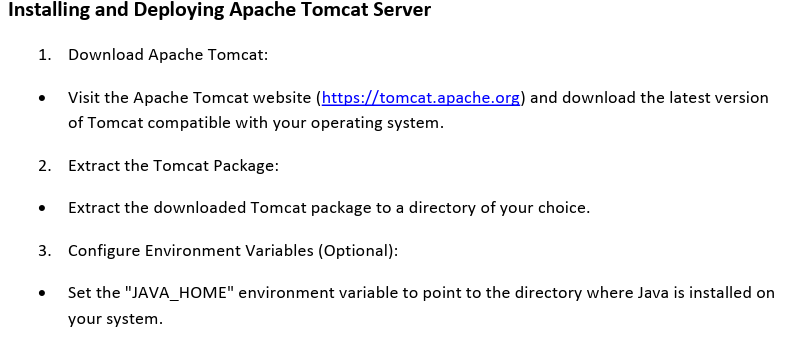 Installing and Deploying Apache Tomcat Server
1. Download Apache Tomcat:
• Visit the Apache Tomcat website (https://tomcat.apache.org) and download the latest version
of Tomcat compatible with your operating system.
2. Extract the Tomcat Package:
• Extract the downloaded Tomcat package to a directory of your choice.
3. Configure Environment Variables (Optional):
• Set the "JAVA_HOME" environment variable to point to the directory where Java is installed on
your system.